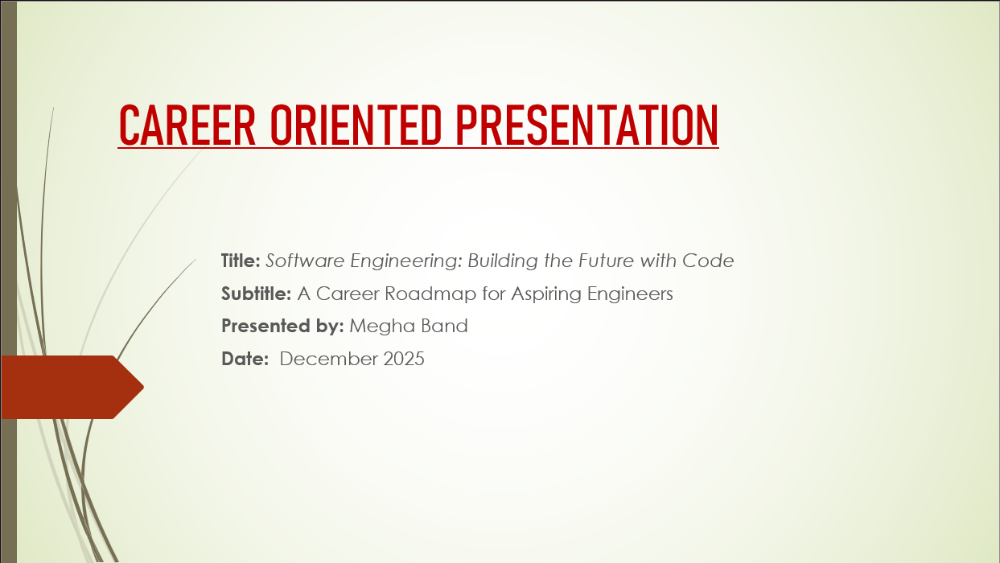 CAREER ORIENTED PRESENTATION
Title: Software Engineering: Building the Future with Code
Subtitle: A Career Roadmap for Aspiring Engineers
Presented by: Megha Band
Date:  December 2025